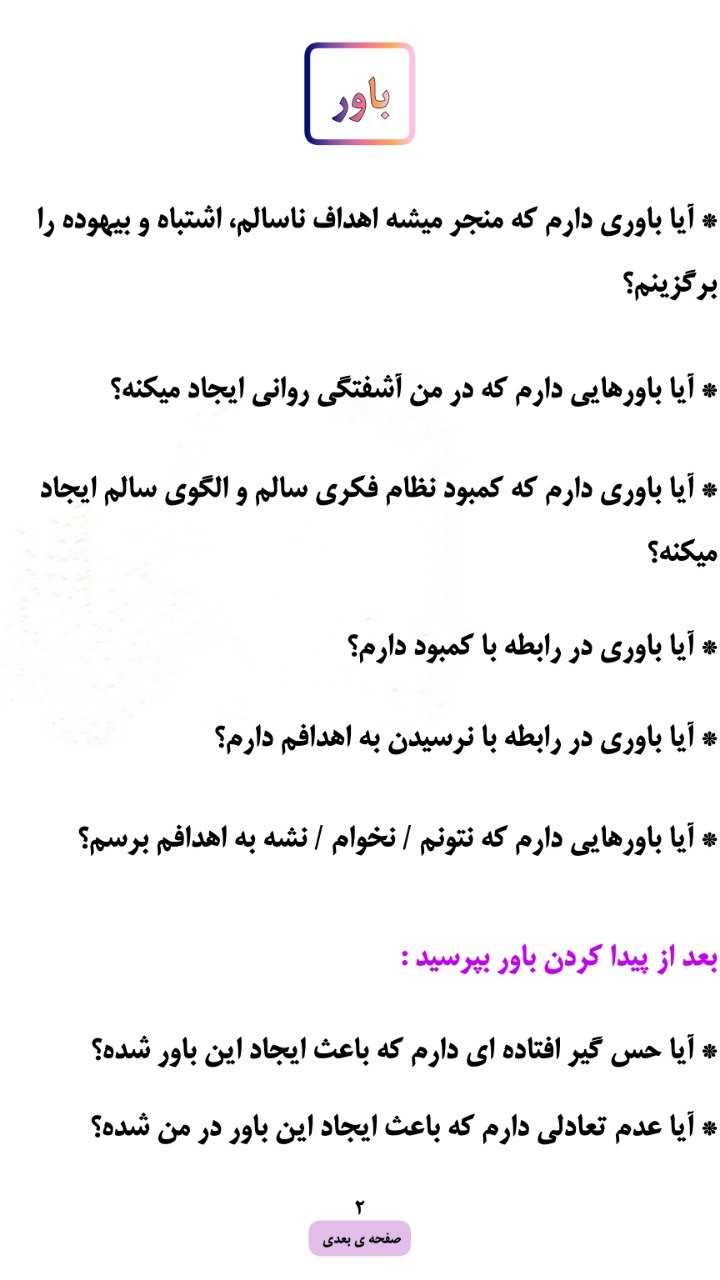 باور
* آیا باوری دارم که منجر میشه اهداف ناسالم، اشتباه و بیهوده را
برگزینم؟
* آیا باورهایی دارم که در من آشفتگی روانی ایجاد میکنه؟
* آیا باوری دارم که کمبود نظام فکری سالم و الگوی سالم ایجاد
میکنه؟
* آیا باوری در رابطه با کمبود دارم؟
* آیا باوری در رابطه با نرسیدن به اهدافم دارم؟
* آیا باورهایی دارم که نتونم / نخوام / نشه به اهدافم برسم؟
بعد از پیدا کردن باور بپرسید :
* آیا حس گیر افتاده ای دارم که باعث ایجاد این باور شده؟
* آیا عدم تعادلی دارم که باعث ایجاد این باور در من شده؟
۲
صفحه ی بعدی